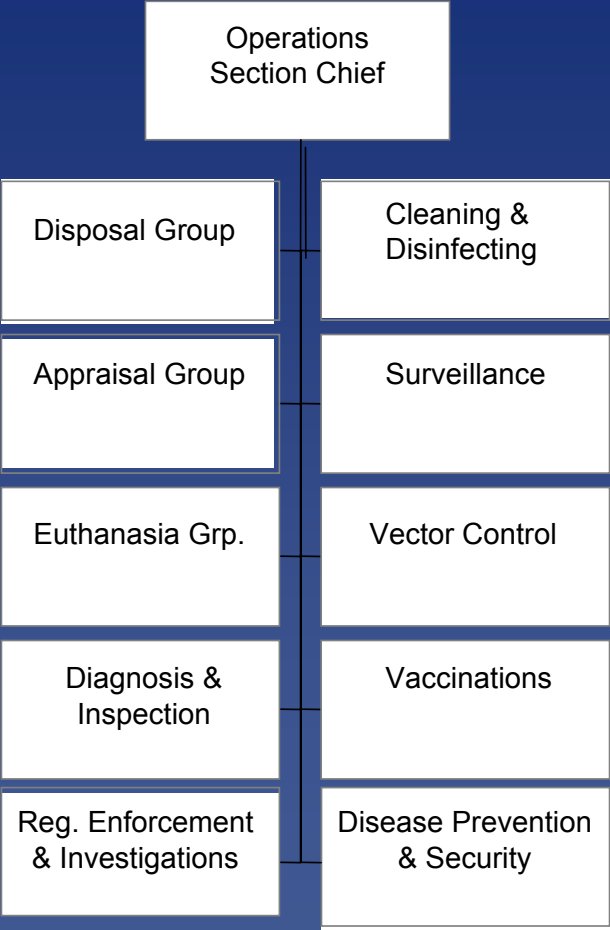 Operations
Section Chief
Disposal Group
Cleaning &
Disinfecting
Appraisal Group
Surveillance
Euthanasia Grp.
Vector Control
Diagnosis &
Inspection
Vaccinations
Reg. Enforcement
& Investigations
Disease Prevention
& Security